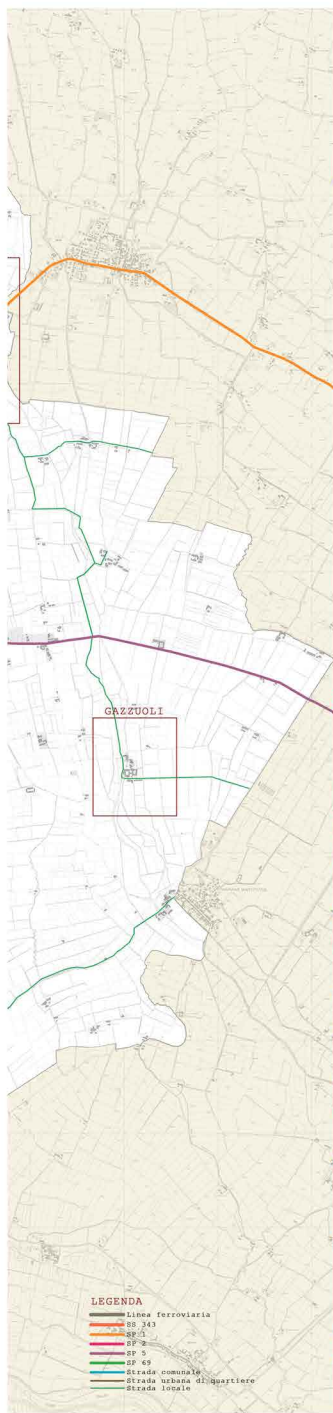 GAZZUOLI
LEGENDA
Linea ferroviaria
SS 343
SP 1
SP 2
SP 5
SP 69
Strada comunale
Strada urbana di quartiere
Strada locale